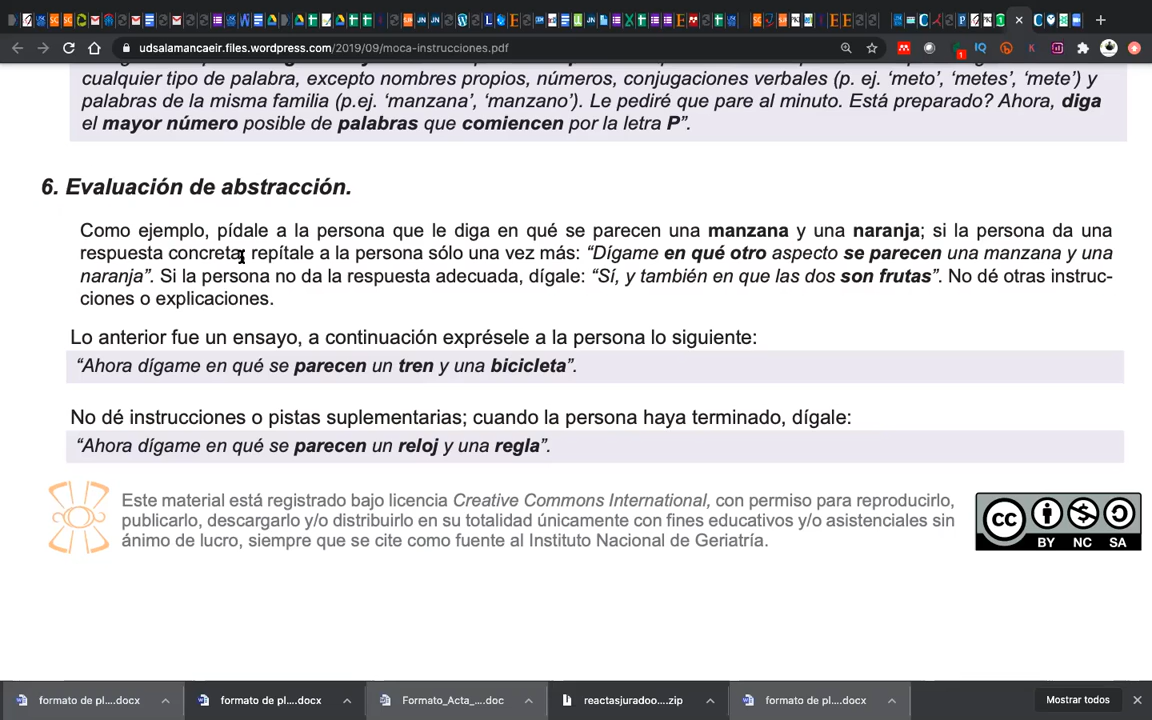 udsalamancaeir.files.wordpress.com/2019/09/moca-instrucciones.pdf
cualquier tipo de palabra, excepto nombres propios, números, conjugaciones verbales (p. ej. ‘meto’, ‘metes’, ‘mete’) y
palabras de la misma familia (p.ej. ‘manzana’, ‘manzano’). Le pediré que pare al minuto. Está preparado? Ahora, diga
el mayor número posible de palabras que comiencen por la letra P”.
6. Evaluación de abstracción.
Como ejemplo, pídale a la persona que le diga en qué se parecen una manzana y una naranja; si la persona da una
respuesta concreta, repítale a la persona sólo una vez más: “Dígame en qué otro aspecto se parecen una manzana y una
naranja”. Si la persona no da la respuesta adecuada, dígale: “Sí, y también en que las dos son frutas”. No dé otras instruc-
ciones o explicaciones.
Lo anterior fue un ensayo, a continuación exprésele a la persona lo siguiente:
“Ahora dígame en qué se parecen un tren y una bicicleta”.
No dé instrucciones o pistas suplementarias; cuando la persona haya terminado, dígale:
“Ahora dígame en qué se parecen un reloj y una regla”.
Este material está registrado bajo licencia Creative Commons International, con permiso para reproducirlo,
publicarlo, descargarlo y/o distribuirlo en su totalidad únicamente con fines educativos y/o asistenciales sin
ánimo de lucro, siempre que se cite como fuente al Instituto Nacional de Geriatría.
cc
BY NC SA
formato de pl....docx
formato de pl....docx
Formato_Acta_....doc
reactasjuradoo....zip
formato de pl....docx
Mostrar todos